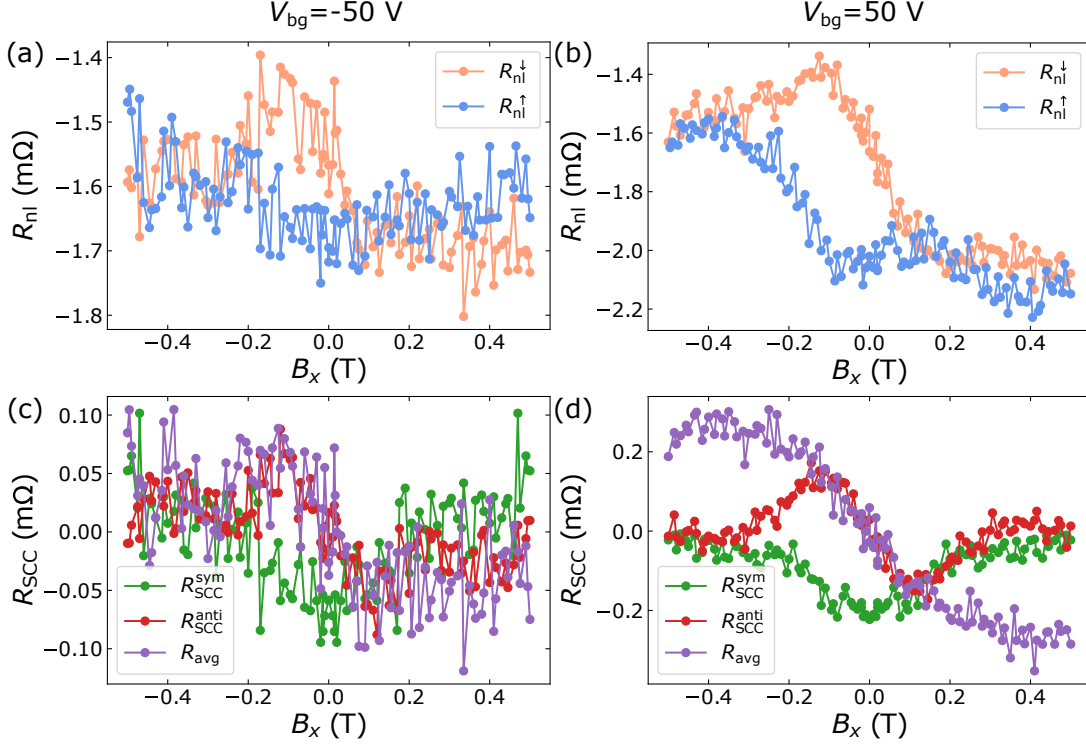 V_bg=-50 V
V_bg=50 V
(a)
R_nl^↓
R_nl^↑
−1.4
−1.5
−1.6
−1.7
−1.8
R_nl (mΩ)
−0.4 −0.2 0.0 0.2 0.4
B_x (T)
(b)
R_nl^↓
R_nl^↑
−1.4
−1.6
−1.8
−2.0
−2.2
R_nl (mΩ)
−0.4 −0.2 0.0 0.2 0.4
B_x (T)
(c)
0.10
0.05
0.00
−0.05
−0.10
R_SCC (mΩ)
R_SCC^sym
R_SCC^anti
R_avg
−0.4 −0.2 0.0 0.2 0.4
B_x (T)
(d)
0.2
0.0
−0.2
R_SCC (mΩ)
R_SCC^sym
R_SCC^anti
R_avg
−0.4 −0.2 0.0 0.2 0.4
B_x (T)